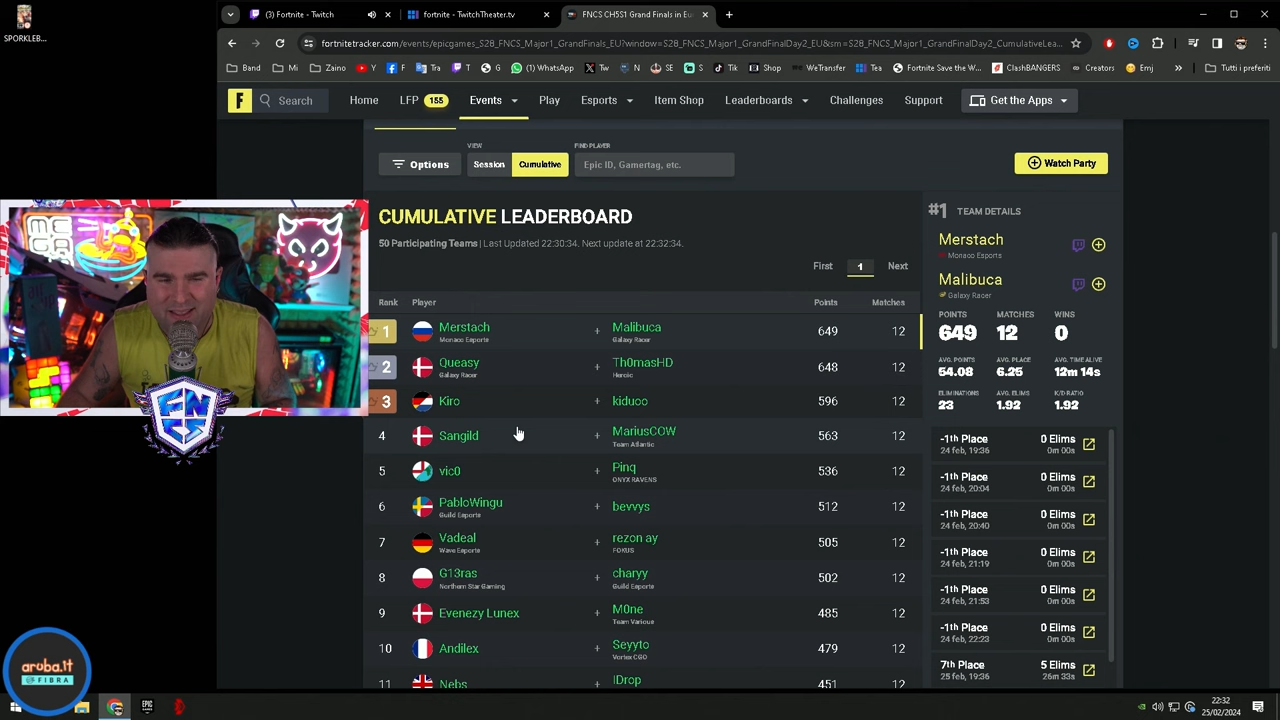 SPORKLEB...
(3) Fortnite - Twitch
fortnite - TwitchTheater.tv
FNCS CH5S1 Grand Finals in Eu
fortnitetracker.com/events/epicgames_S28_FNCS_Major1_GrandFinals_EU?window=S28_FNCS_Major1_GrandFinalDay2_EU&sm=S28_FNCS_Major1_GrandFinalDay2_CumulativeLea...
Band Mi Zaino Y F Tra T G (1) WhatsApp Tw N SE S Tik Shop WeTransfer Tea Fortnite Save the Wo... ClashBANGERS Creators Emj » Tutti i preferiti
F Search Home LFP 155 Events Play Esports Item Shop Leaderboards Challenges Support Get the Apps
VIEW FIND PLAYER
Options Session Cumulative Epic ID, Gamertag, etc. Watch Party
CUMULATIVE LEADERBOARD
50 Participating Teams | Last Updated 22:30:34. Next update at 22:32:34.
First 1 Next
Rank Player Points Matches
1 Merstach + Malibuca 649 12
Monaco Esports Galaxy Racer
2 Queasy + Th0masHD 648 12
Galaxy Racer Heroic
3 Kiro + kiduoo 596 12
4 Sangild + MariusCOW 563 12
Team Atlantic
5 vic0 + Pinq 536 12
ONYX RAVENS
6 PabloWingu + bevvys 512 12
Guild Esports
7 Vadeal + rezon ay 505 12
Wave Esports FOKUS
8 G13ras + charyy 502 12
Northern Star Gaming Guild Esports
9 Evenezy Lunex + M0ne 485 12
Team Various
10 Andilex + Seyyto 479 12
Vortex CGO
11 Nebs IDrop 451 12
#1 TEAM DETAILS
Merstach
Monaco Esports
Malibuca
Galaxy Racer
POINTS MATCHES WINS
649 12 0
AVG. POINTS AVG. PLACE AVG. TIME ALIVE
54.08 6.25 12m 14s
ELIMINATIONS AVG. ELIMS K/D RATIO
23 1.92 1.92
-1th Place 0 Elims
24 feb, 19:36 0m 00s
-1th Place 0 Elims
24 feb, 20:04 0m 00s
-1th Place 0 Elims
24 feb, 20:40 0m 00s
-1th Place 0 Elims
24 feb, 21:19 0m 00s
-1th Place 0 Elims
24 feb, 21:53 0m 00s
-1th Place 0 Elims
24 feb, 22:23 0m 00s
7th Place 5 Elims
25 feb, 19:36 26m 33s
FNCS
aruba.it
FIBRA
EPIC
22:32
25/02/2024